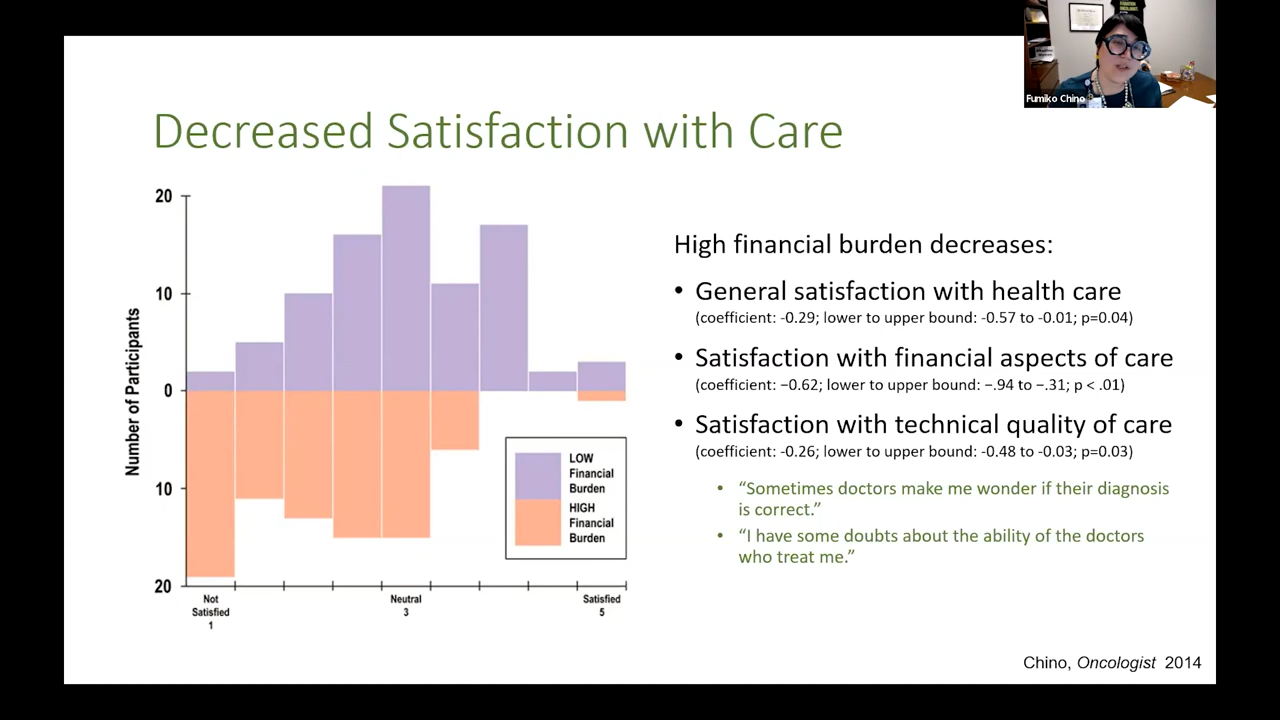 Fumiko Chino
Decreased Satisfaction with Care
20
10
0
10
20
Number of Participants
LOW
Financial
Burden
HIGH
Financial
Burden
Not
Satisfied
1
Neutral
3
Satisfied
5
High financial burden decreases:
• General satisfaction with health care
(coefficient: -0.29; lower to upper bound: -0.57 to -0.01; p=0.04)
• Satisfaction with financial aspects of care
(coefficient: −0.62; lower to upper bound: −.94 to −.31; p < .01)
• Satisfaction with technical quality of care
(coefficient: -0.26; lower to upper bound: -0.48 to -0.03; p=0.03)
• “Sometimes doctors make me wonder if their diagnosis
is correct.”
• “I have some doubts about the ability of the doctors
who treat me.”
Chino, Oncologist 2014